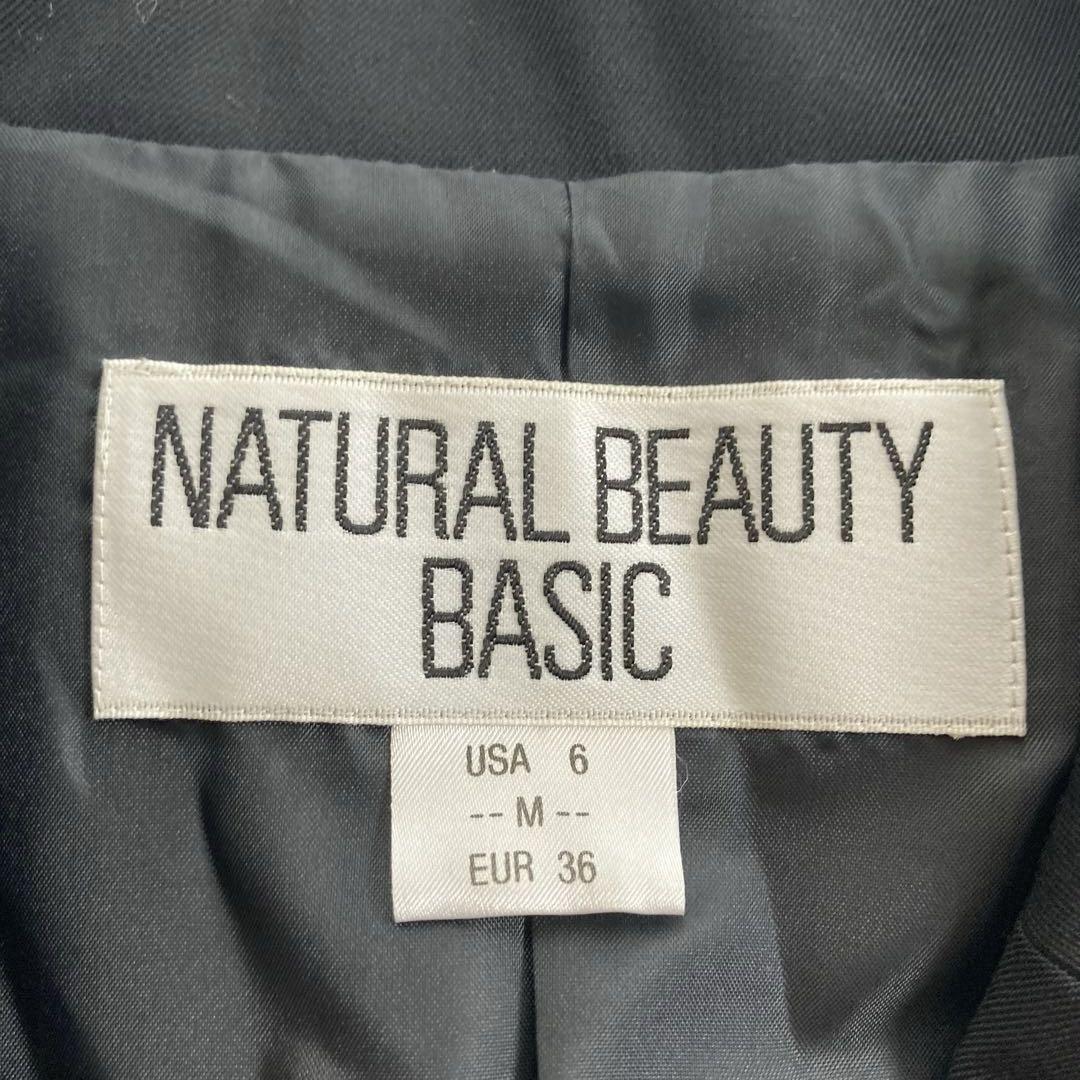 NATURAL BEAUTY
BASIC
USA 6
-- M --
EUR 36